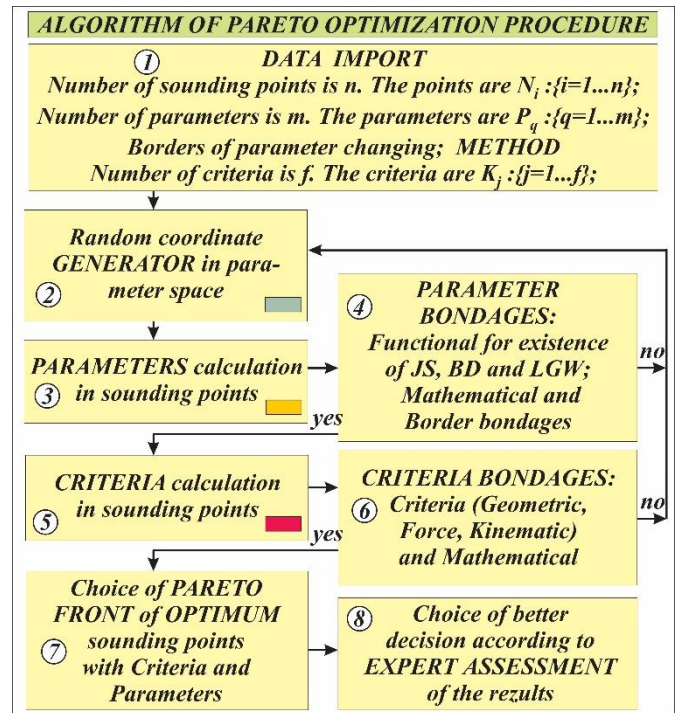 ALGORITHM OF PARETO OPTIMIZATION PROCEDURE
1 DATA IMPORT
Number of sounding points is n. The points are Ni :{i=1...n};
Number of parameters is m. The parameters are Pq :{q=1...m};
Borders of parameter changing; METHOD
Number of criteria is f. The criteria are Kj :{j=1...f};
Random coordinate
GENERATOR in para-
meter space
2
PARAMETERS calculation
in sounding points
3
4 PARAMETER
BONDAGES:
Functional for existence
of JS, BD and LGW;
Mathematical and
Border bondages
no
yes
CRITERIA calculation
in sounding points
5
CRITERIA BONDAGES:
Criteria (Geometric,
Force, Kinematic)
and Mathematical
6
no
yes
Choice of PARETO
FRONT of OPTIMUM
sounding points
with Criteria and
Parameters
7
8 Choice of better
decision according to
EXPERT ASSESSMENT
of the rezults